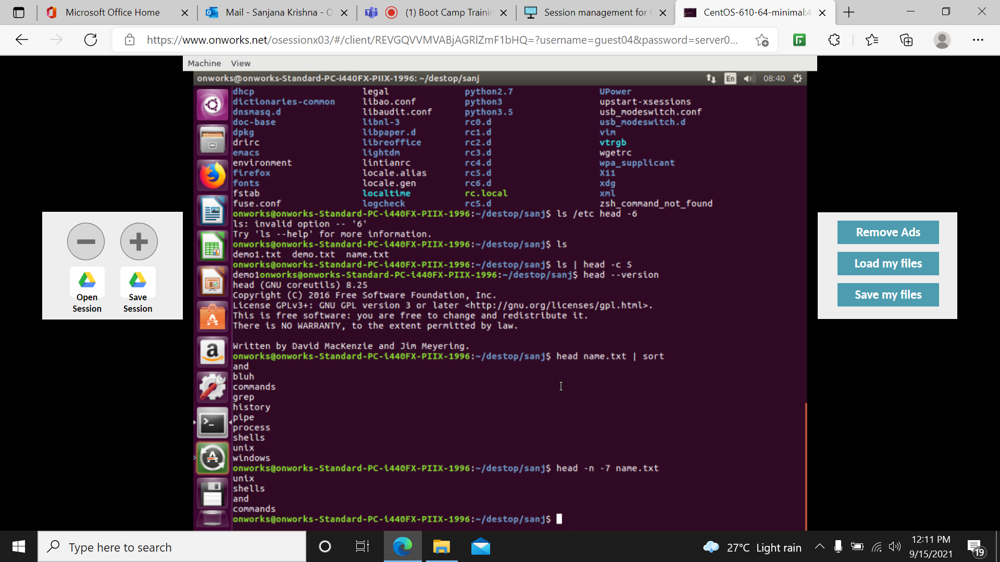 Microsoft Office Home
Mail - Sanjana Krishna - O
(1) Boot Camp Trainin
Session management for
CentOS-610-64-minimal:4
https://www.onworks.net/osessionx03/#/client/REVGQVVMVABjAGRlZmF1bHQ=?username=guest04&password=server0...
Machine View
onworks@onworks-Standard-PC-i440FX-PIIX-1996: ~/destop/sanj
En
08:40
dhcp legal python2.7 UPower
dictionaries-common libao.conf python3 upstart-xsessions
dnsmasq.d libaudit.conf python3.5 usb_modeswitch.conf
doc-base libnl-3 rc0.d usb_modeswitch.d
dpkg libpaper.d rc1.d vim
drirc libreoffice rc2.d vtrgb
emacs lightdm rc3.d wgetrc
environment lintianrc rc4.d wpa_supplicant
firefox locale.alias rc5.d X11
fonts locale.gen rc6.d xdg
fstab localtime rc.local xml
fuse.conf logcheck rcS.d zsh_command_not_found
onworks@onworks-Standard-PC-i440FX-PIIX-1996:~/destop/sanj$ ls /etc head -6
ls: invalid option -- '6'
Try 'ls --help' for more information.
onworks@onworks-Standard-PC-i440FX-PIIX-1996:~/destop/sanj$ ls
demo1.txt demo.txt name.txt
onworks@onworks-Standard-PC-i440FX-PIIX-1996:~/destop/sanj$ ls | head -c 5
demo1onworks@onworks-Standard-PC-i440FX-PIIX-1996:~/destop/sanj$ head --version
head (GNU coreutils) 8.25
Copyright (C) 2016 Free Software Foundation, Inc.
License GPLv3+: GNU GPL version 3 or later <http://gnu.org/licenses/gpl.html>.
This is free software: you are free to change and redistribute it.
There is NO WARRANTY, to the extent permitted by law.
Written by David MacKenzie and Jim Meyering.
onworks@onworks-Standard-PC-i440FX-PIIX-1996:~/destop/sanj$ head name.txt | sort
and
bluh
commands
grep
history
pipe
process
shells
unix
windows
onworks@onworks-Standard-PC-i440FX-PIIX-1996:~/destop/sanj$ head -n -7 name.txt
unix
shells
and
commands
onworks@onworks-Standard-PC-i440FX-PIIX-1996:~/destop/sanj$
Open Save
Session Session
Remove Ads
Load my files
Save my files
Type here to search
27°C Light rain
12:11 PM
9/15/2021
19